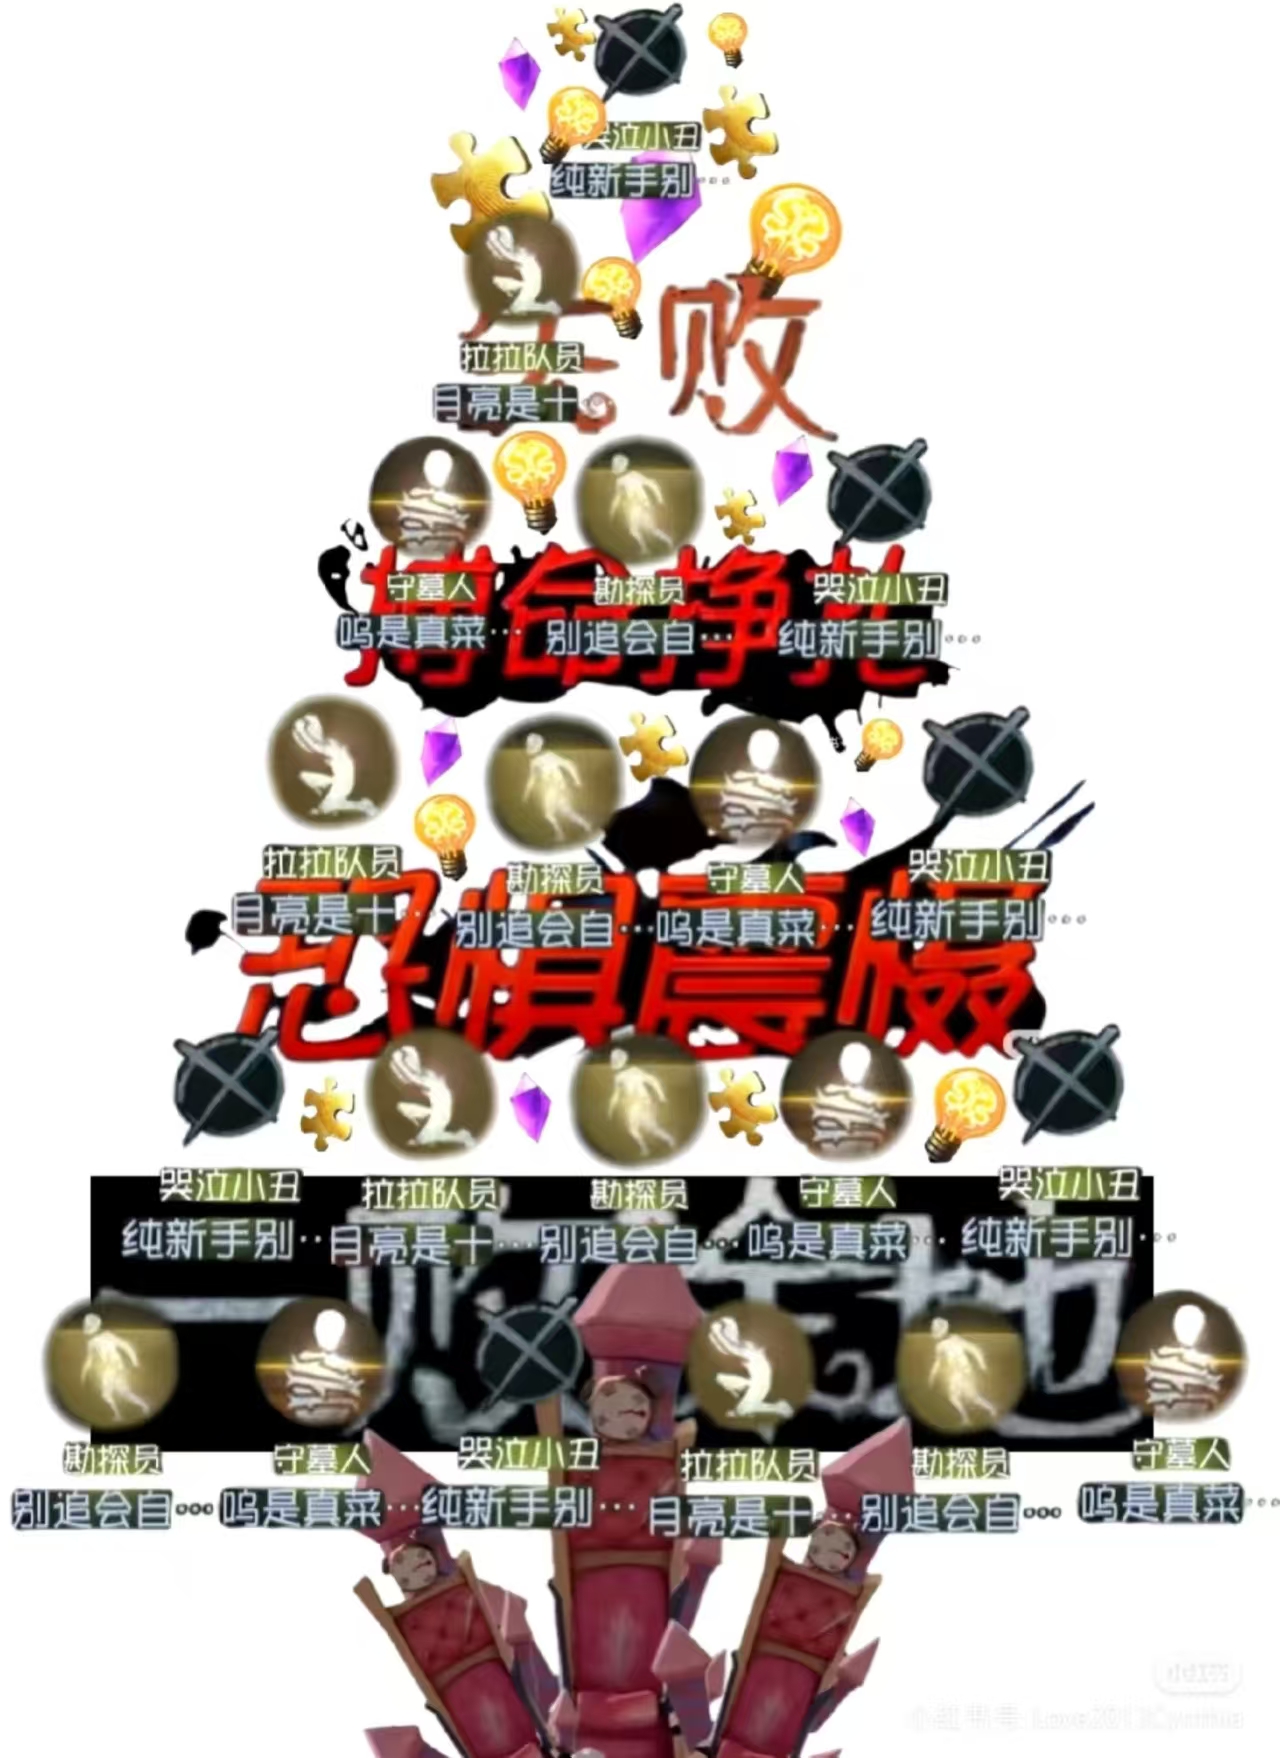 哭泣小丑
纯新手别…
失败
拉拉队员
月亮是十…
搏命挣扎
守墓人 勘探员 哭泣小丑
呜是真菜… 别追会自… 纯新手别…
拉拉队员 勘探员 守墓人 哭泣小丑
月亮是十… 别追会自… 呜是真菜… 纯新手别…
恐惧震慑
哭泣小丑 拉拉队员 勘探员 守墓人 哭泣小丑
纯新手别… 月亮是十… 别追会自… 呜是真菜… 纯新手别…
一败涂地
勘探员 守墓人 哭泣小丑 拉拉队员 勘探员 守墓人
别追会自… 呜是真菜… 纯新手别… 月亮是十… 别追会自… 呜是真菜…